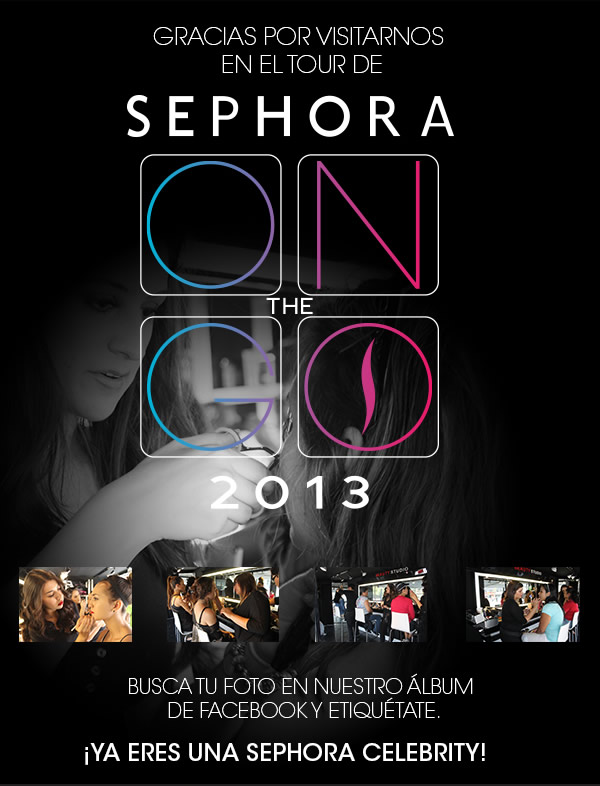 GRACIAS POR VISITARNOS
EN EL TOUR DE
SEPHORA
ON
THE
GO
2013
BUSCA TU FOTO EN NUESTRO ÁLBUM
DE FACEBOOK Y ETIQUÉTATE.
¡YA ERES UNA SEPHORA CELEBRITY!